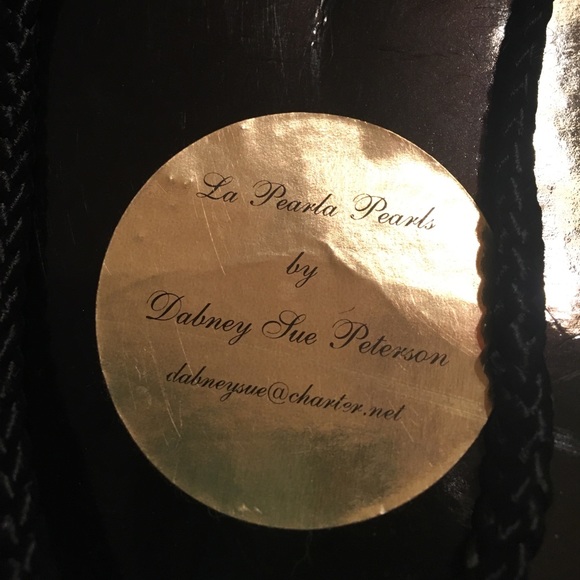 La Pearla Pearls
by
Dabney Sue Peterson
dabneysue@charter.net